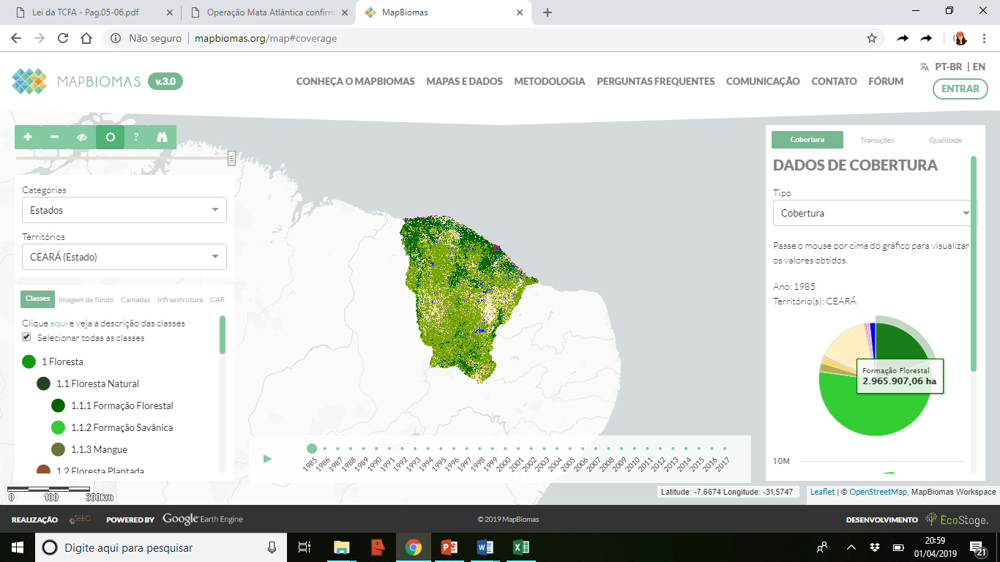 Lei da TCFA - Pag.05-06.pdf
Operação Mata Atlântica confirm
MapBiomas
Não seguro
mapbiomas.org/map#coverage
MAPBIOMAS
v.3.0
CONHEÇA O MAPBIOMAS
MAPAS E DADOS
METODOLOGIA
PERGUNTAS FREQUENTES
COMUNICAÇÃO
CONTATO
FÓRUM
PT-BR | EN
ENTRAR
Categorias
Estados
Territórios
CEARÁ (Estado)
Classes
Imagem de fundo
Camadas
Infraestrutura
CAR
Clique aqui e veja a descrição das classes
Selecionar todas as classes
1 Floresta
1.1 Floresta Natural
1.1.1 Formação Florestal
1.1.2 Formação Savânica
1.1.3 Mangue
1.2 Floresta Plantada
Cobertura
Transições
Qualidade
DADOS DE COBERTURA
Tipo
Cobertura
Passe o mouse por cima do gráfico para visualizar
os valores obtidos.
Ano: 1985
Território(s): CEARÁ
Formação Florestal
2.965.907,06 ha
10M
1985
1986
1987
1988
1989
1990
1991
1992
1993
1994
1995
1996
1997
1998
1999
2000
2001
2002
2003
2004
2005
2006
2007
2008
2009
2010
2011
2012
2013
2014
2015
2016
2017
0 100 300km
Latitude: -7,6674 Longitude: -31,5747
Leaflet | © OpenStreetMap, MapBiomas Workspace
REALIZAÇÃO
SEEG
POWERED BY
Google Earth Engine
© 2019 MapBiomas
DESENVOLVIMENTO
EcoStage.
Digite aqui para pesquisar
20:59
01/04/2019
21